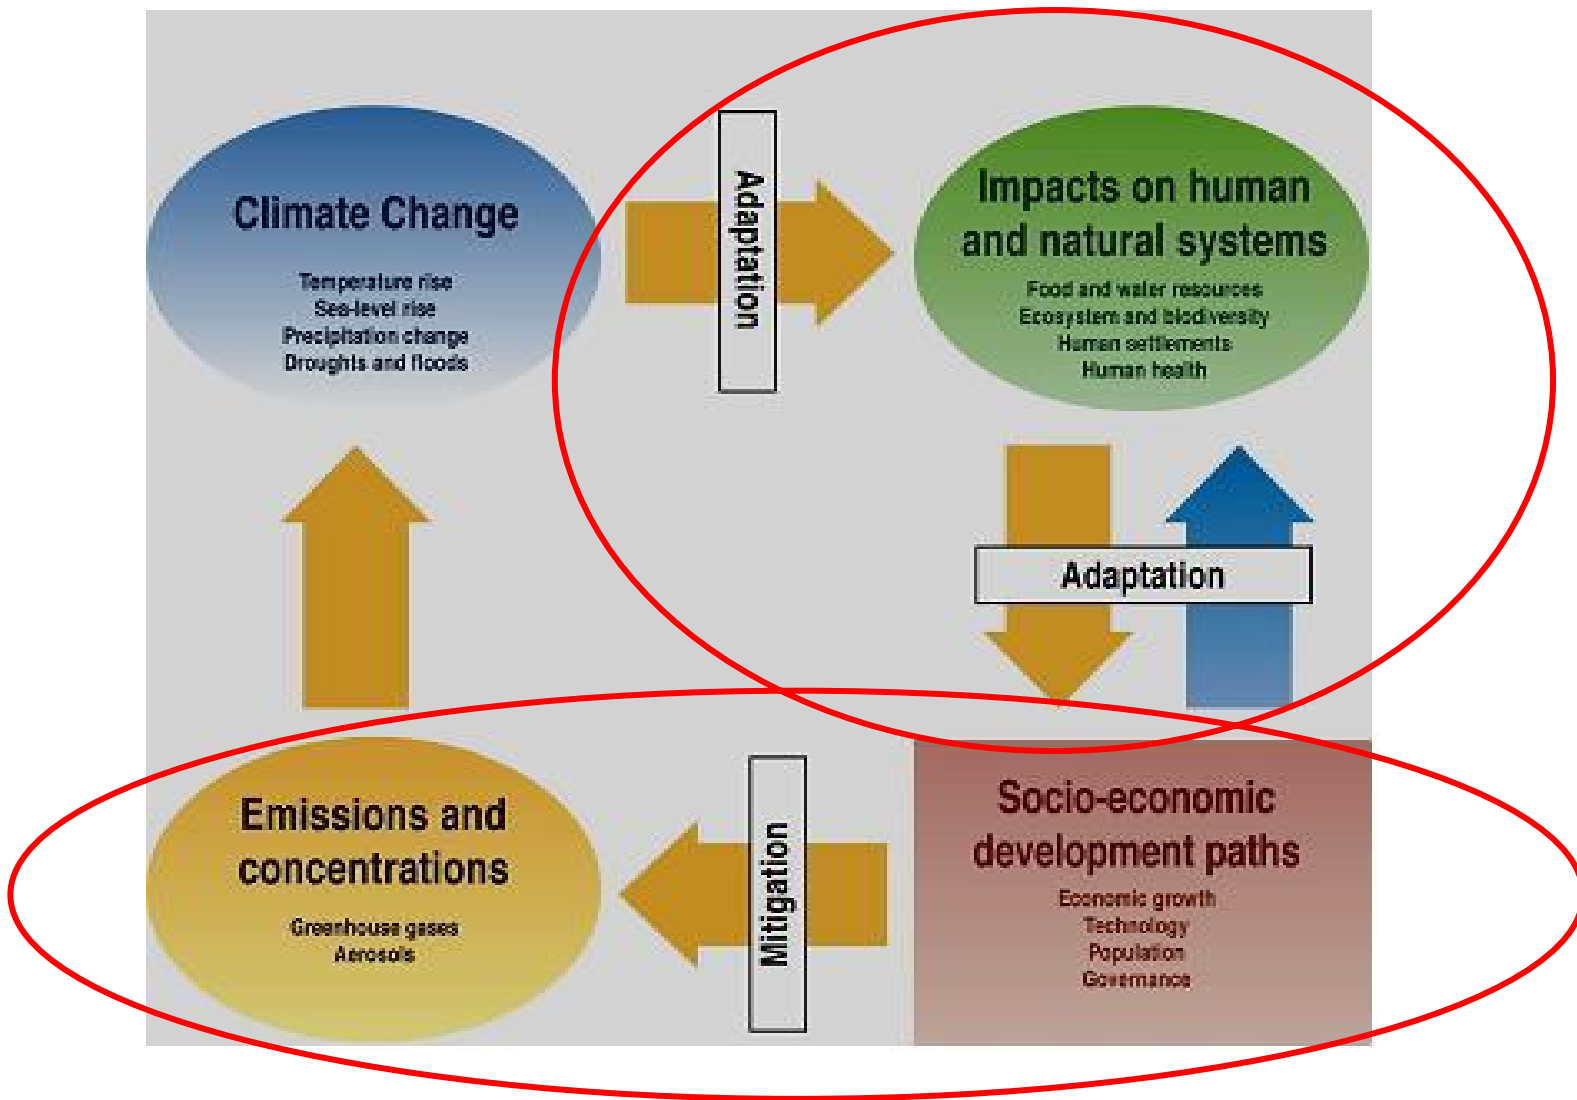 Climate Change
Temperature rise
Sea-level rise
Precipitation change
Droughts and floods
Adaptation
Impacts on human
and natural systems
Food and water resources
Ecosystem and biodiversity
Human settlements
Human health
Adaptation
Emissions and
concentrations
Greenhouse gases
Aerosols
Mitigation
Socio-economic
development paths
Economic growth
Technology
Population
Governance